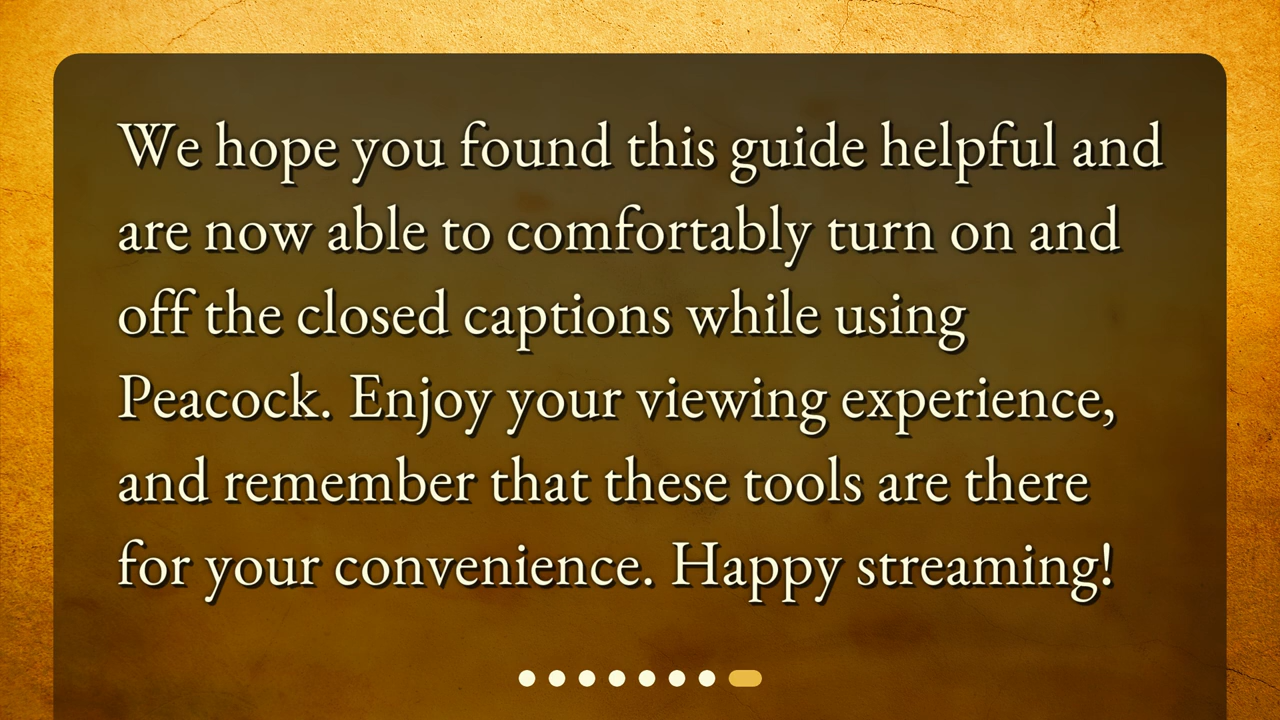 We hope you found this guide helpful and
are now able to comfortably turn on and
off the closed captions while using
Peacock. Enjoy your viewing experience,
and remember that these tools are there
for your convenience. Happy streaming!